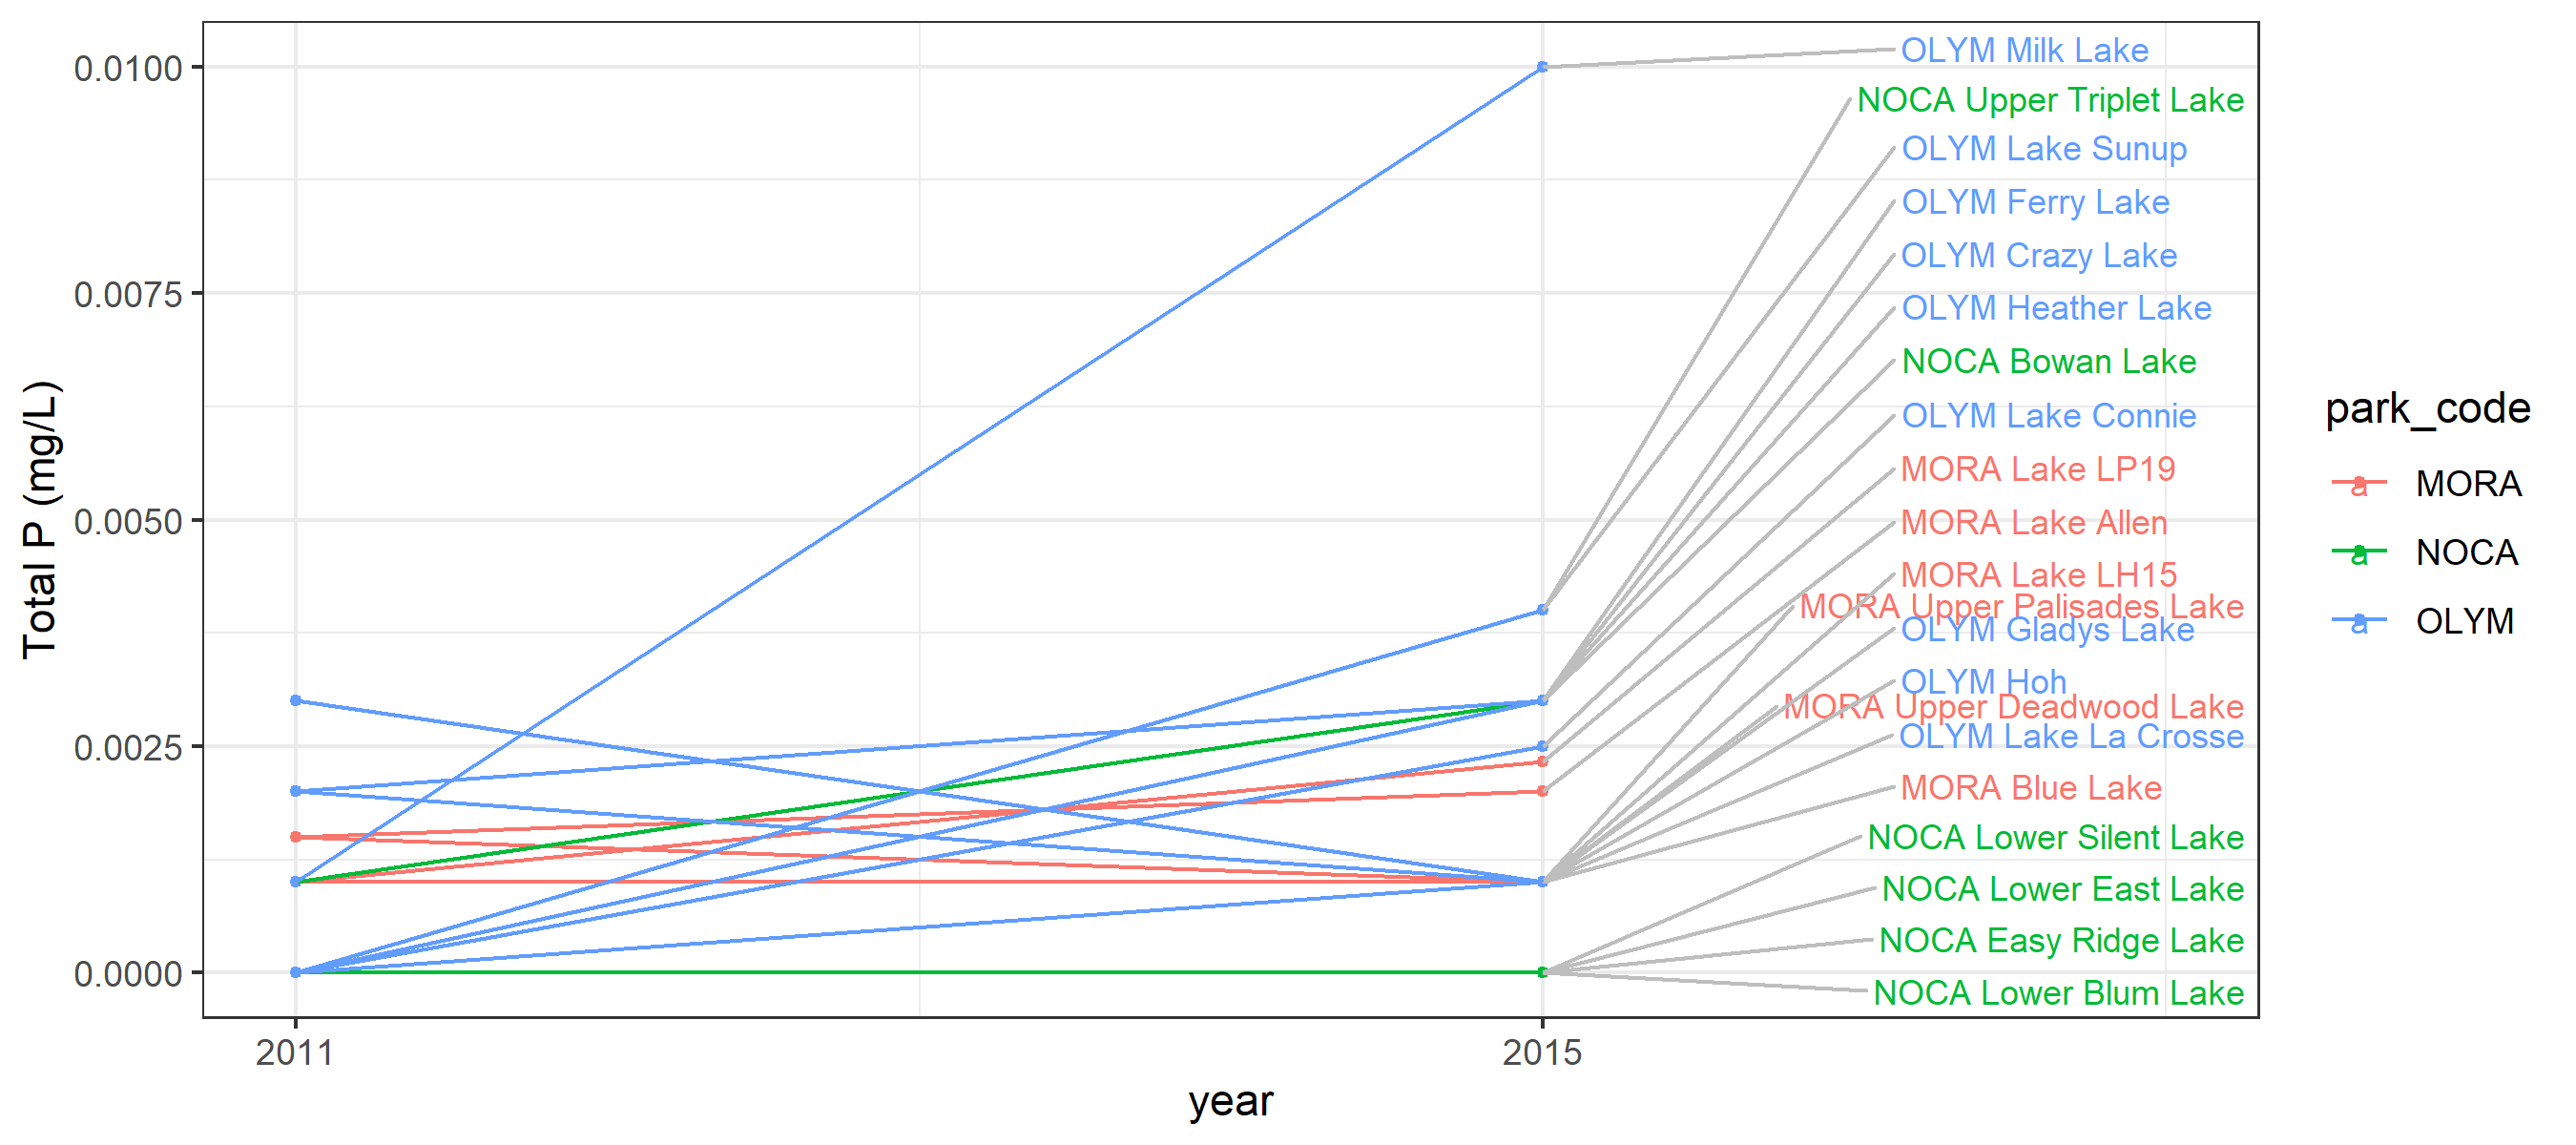 Total P (mg/L)
0.0100
0.0075
0.0050
0.0025
0.0000
2011
2015
year
OLYM Milk Lake
NOCA Upper Triplet Lake
OLYM Lake Sunup
OLYM Ferry Lake
OLYM Crazy Lake
OLYM Heather Lake
NOCA Bowan Lake
OLYM Lake Connie
MORA Lake LP19
MORA Lake Allen
MORA Lake LH15
MORA Upper Palisades Lake
OLYM Gladys Lake
OLYM Hoh
MORA Upper Deadwood Lake
OLYM Lake La Crosse
MORA Blue Lake
NOCA Lower Silent Lake
NOCA Lower East Lake
NOCA Easy Ridge Lake
NOCA Lower Blum Lake
park_code
a MORA
a NOCA
a OLYM